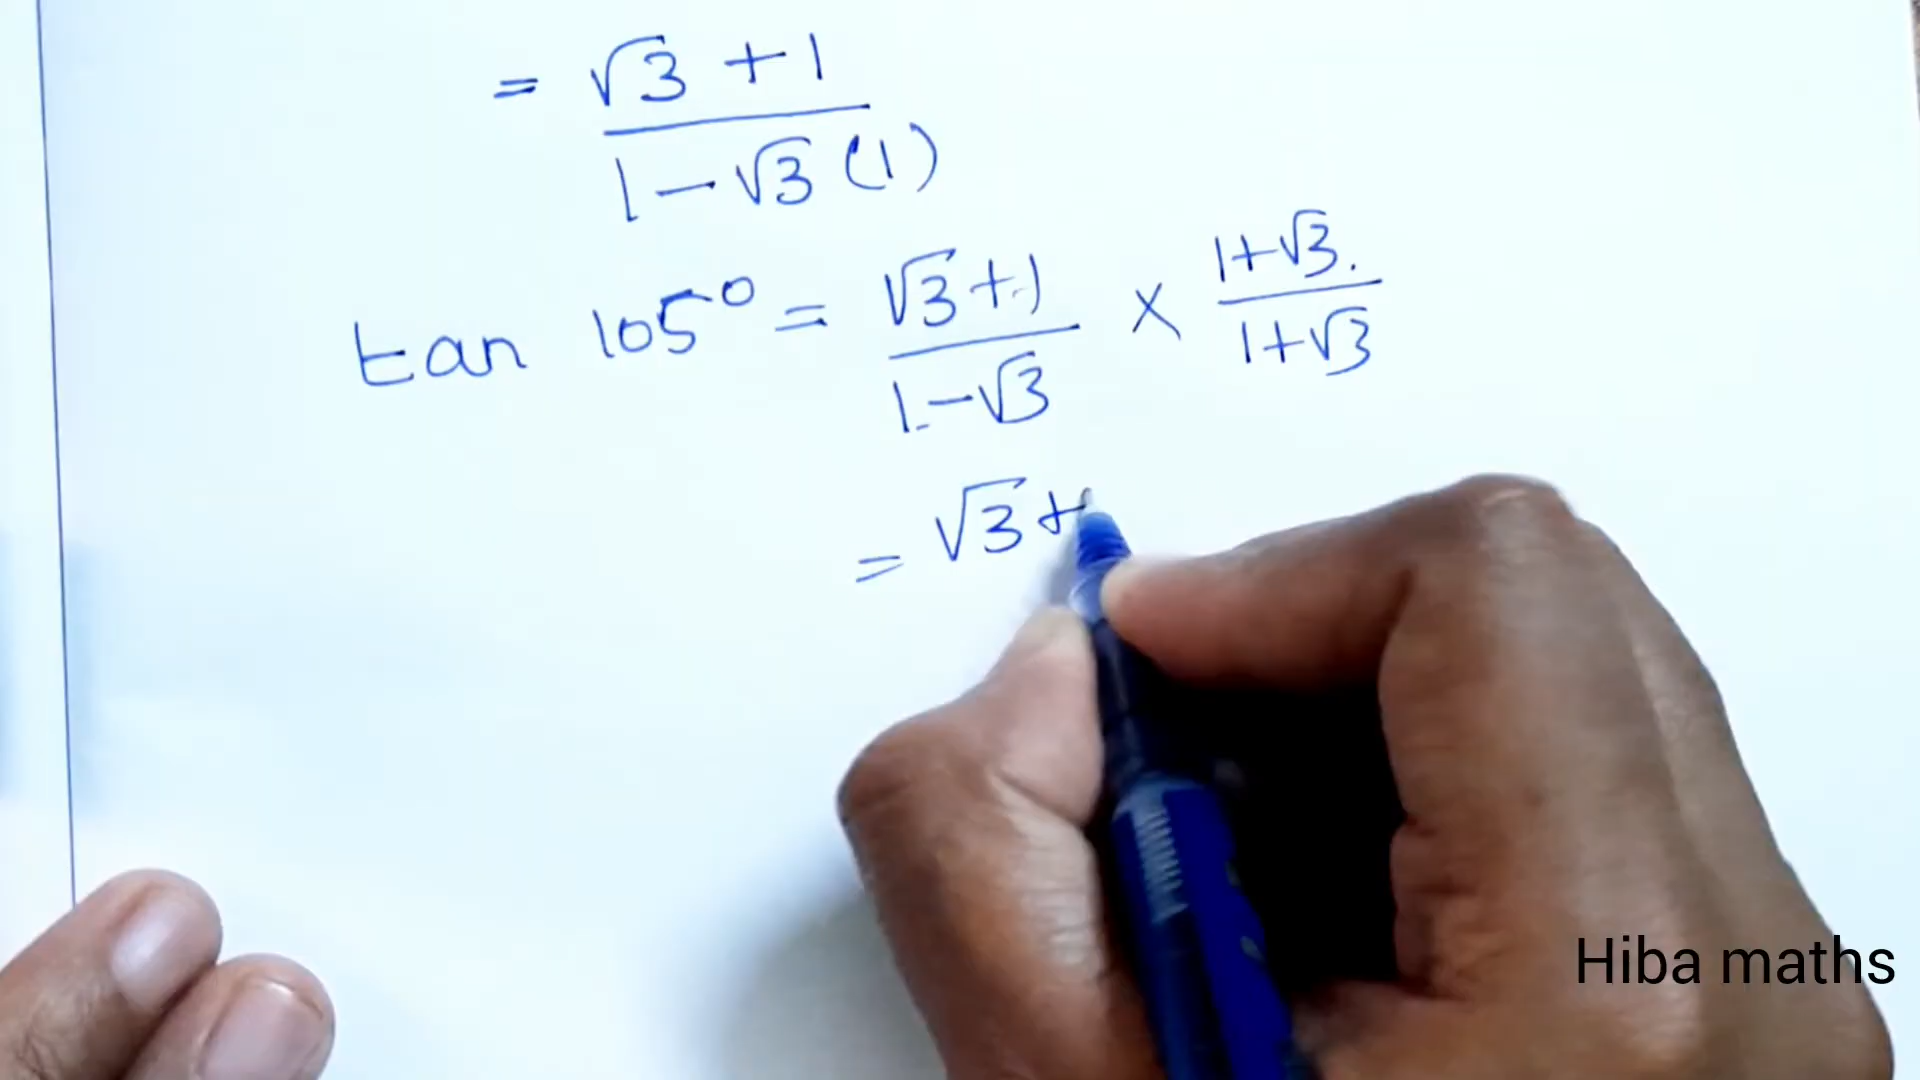 = √3 + 1 / 1 - √3 (1)
tan 105° = √3 + 1 / 1 - √3 × 1 + √3. / 1 + √3
= √3 +
Hiba maths